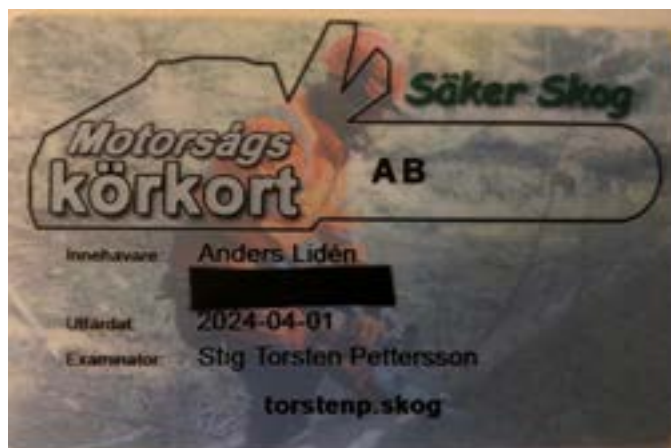 Säker Skog
Motorsågs
körkort
AB
Innehavare Anders Lidén
Utfärdat 2024-04-01
Examinator Stig Torsten Pettersson
torstenp.skog